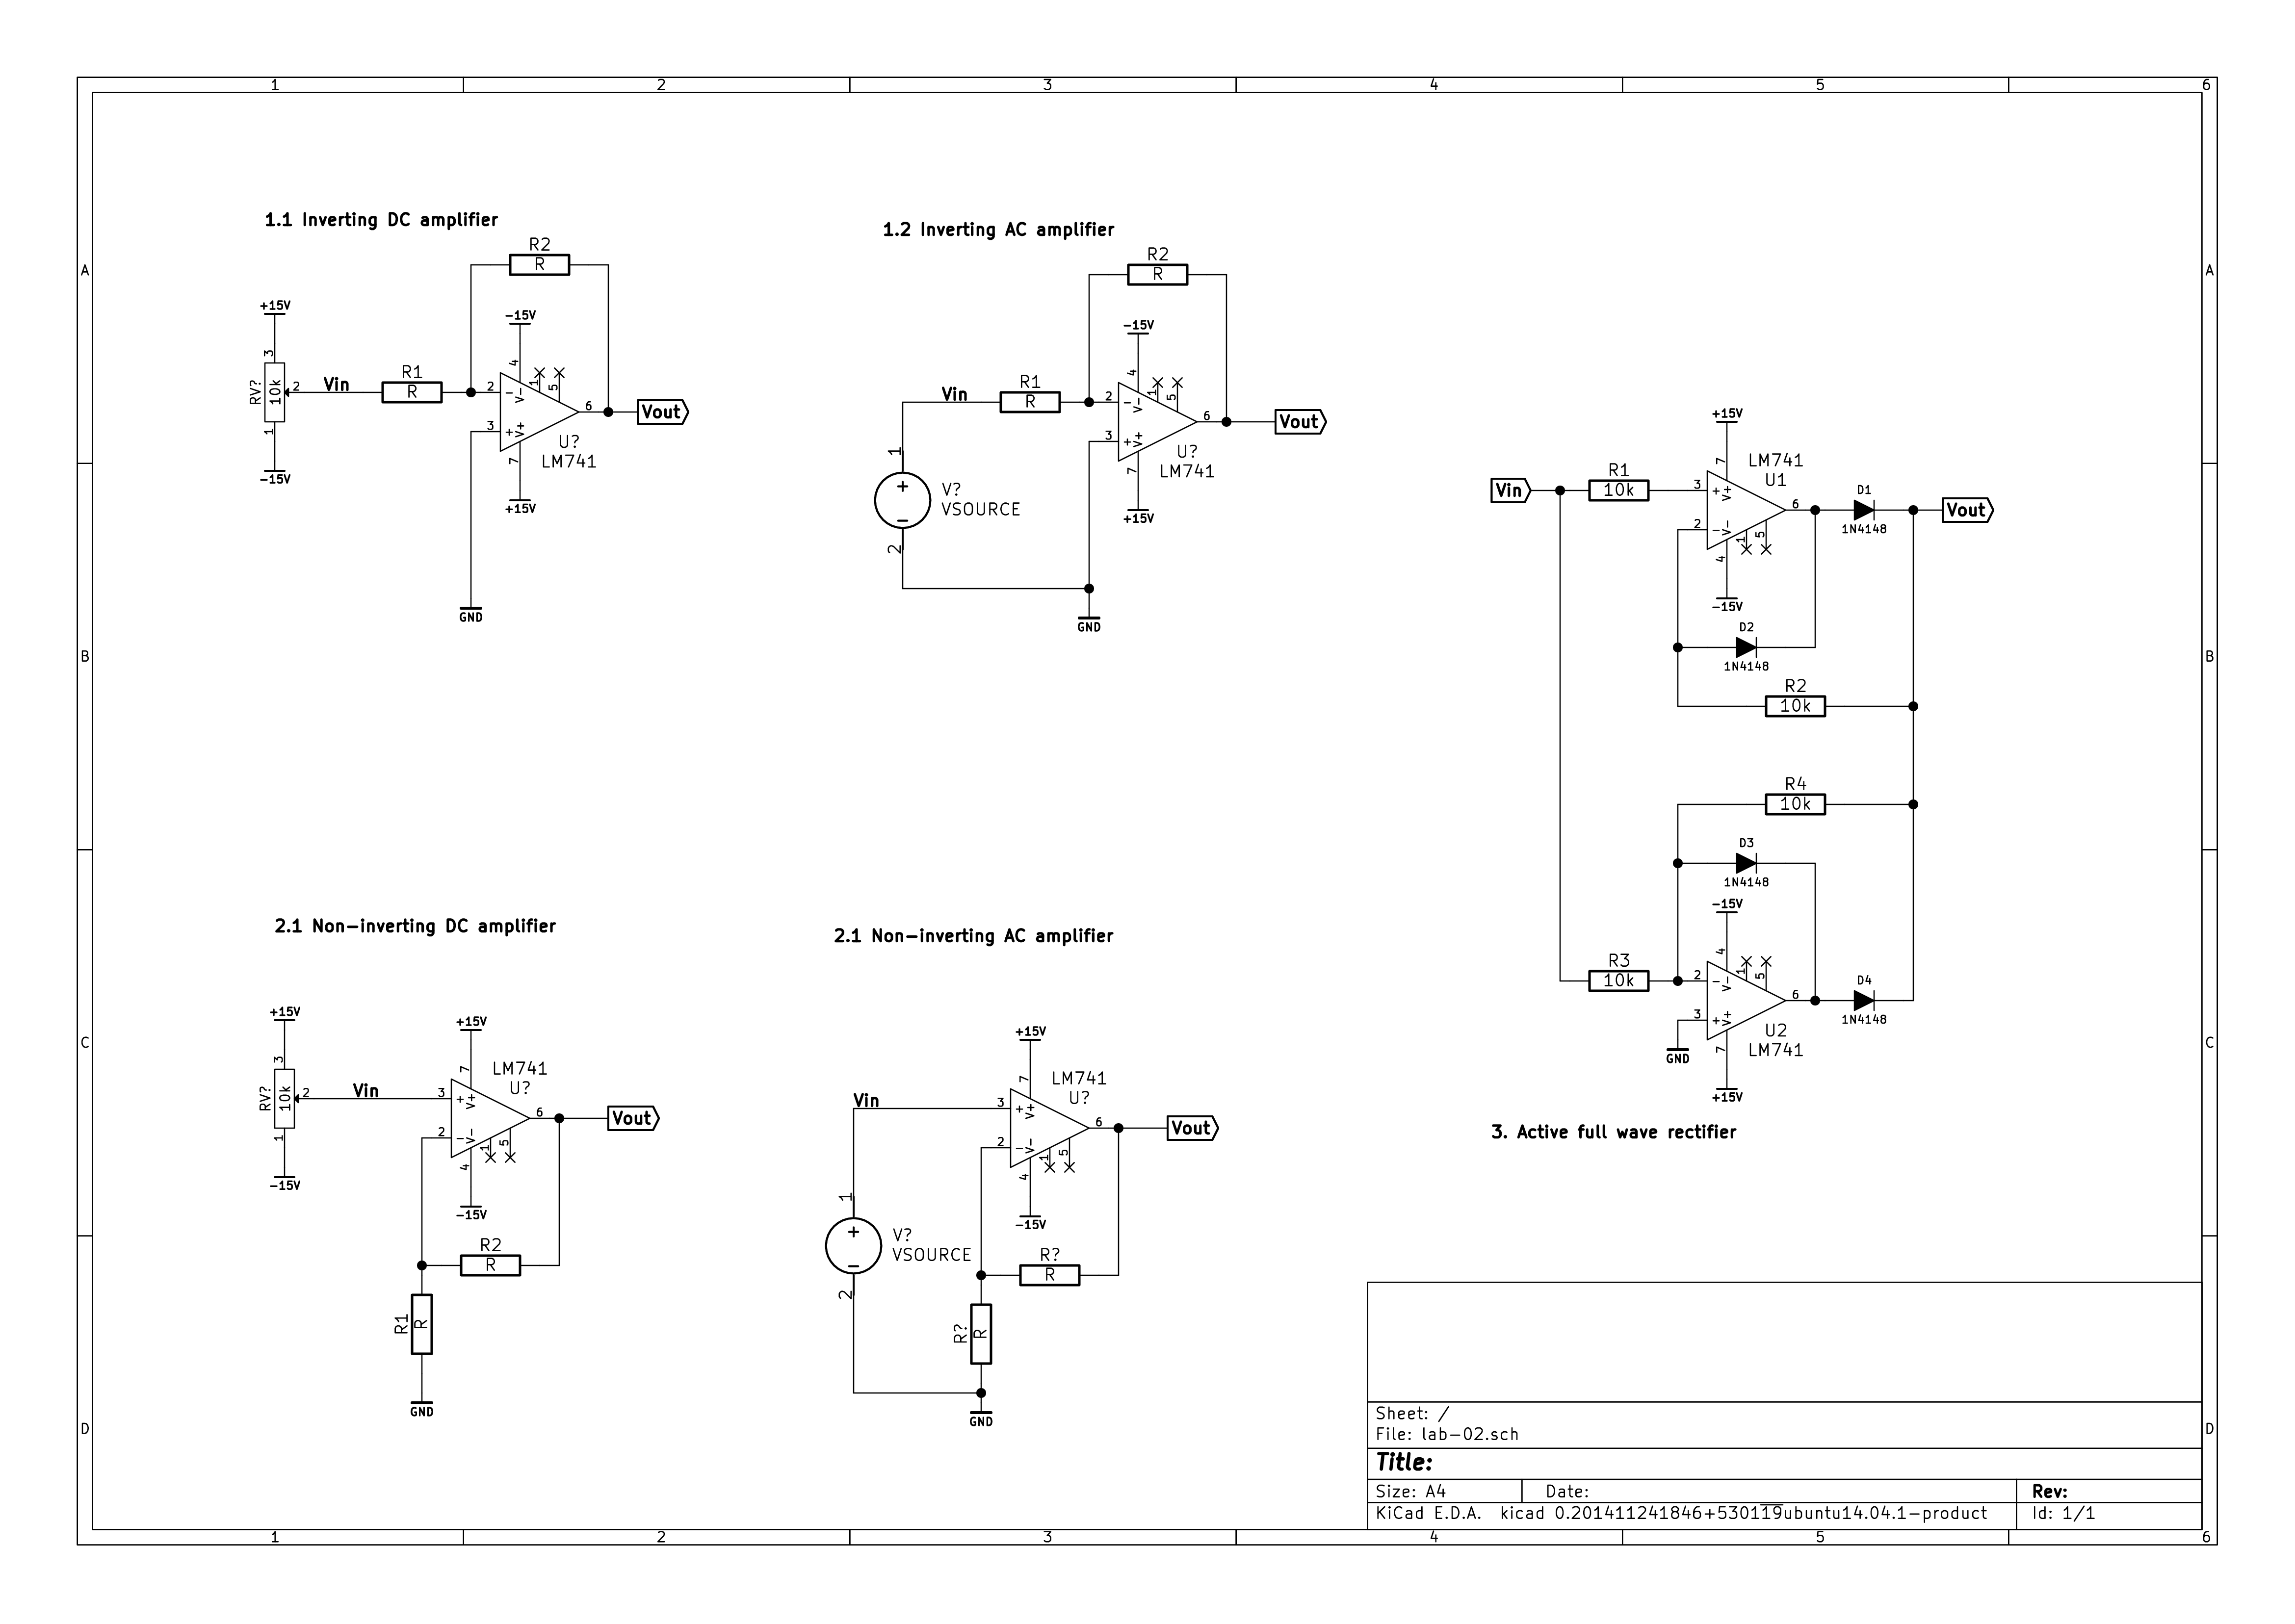 1 2 3 4 5 6
A
B
C
D
A
B
C
D
1.1 Inverting DC amplifier
R2
R
+15V
-15V
3
RV?
10k
2
Vin
1
-15V
R1
R
2
-
V-
4
1
5
6
Vout
3
+
V+
7
U?
LM741
+15V
GND
1.2 Inverting AC amplifier
R2
R
-15V
Vin
R1
R
2
-
V-
4
1
5
6
Vout
3
+
V+
7
U?
LM741
+15V
1
+
-
2
V?
VSOURCE
GND
+15V
Vin
R1
10k
7
LM741
U1
3
+
V+
2
-
V-
1
5
4
6
D1
1N4148
Vout
-15V
D2
1N4148
R2
10k
R4
10k
D3
1N4148
-15V
R3
10k
4
1
5
2
-
V-
3
+
V+
6
7
D4
1N4148
U2
LM741
GND
+15V
3. Active full wave rectifier
2.1 Non-inverting DC amplifier
+15V
3
RV?
10k
2
Vin
1
-15V
+15V
7
LM741
U?
3
+
V+
2
-
V-
1
5
4
6
Vout
-15V
R2
R
R1
R
GND
2.1 Non-inverting AC amplifier
+15V
7
LM741
U?
Vin
3
+
V+
2
-
V-
1
5
4
6
Vout
-15V
1
+
-
2
V?
VSOURCE
R?
R
R?
R
GND
Sheet: /
File: lab-02.sch
Title:
Size: A4 Date: Rev:
KiCad E.D.A. kicad 0.201411241846+530119ubuntu14.04.1-product Id: 1/1
1 2 3 4 5 6